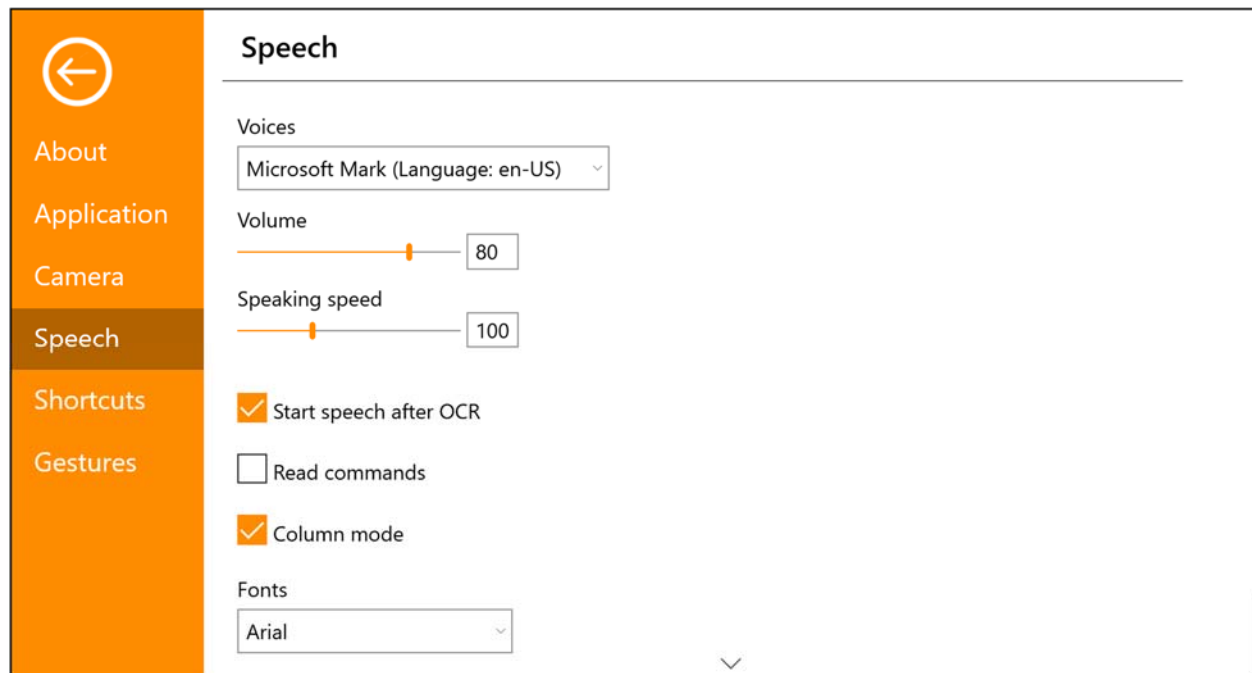 Speech
About
Application
Camera
Speech
Shortcuts
Gestures
Voices
Microsoft Mark (Language: en-US)
Volume
80
Speaking speed
100
Start speech after OCR
Read commands
Column mode
Fonts
Arial